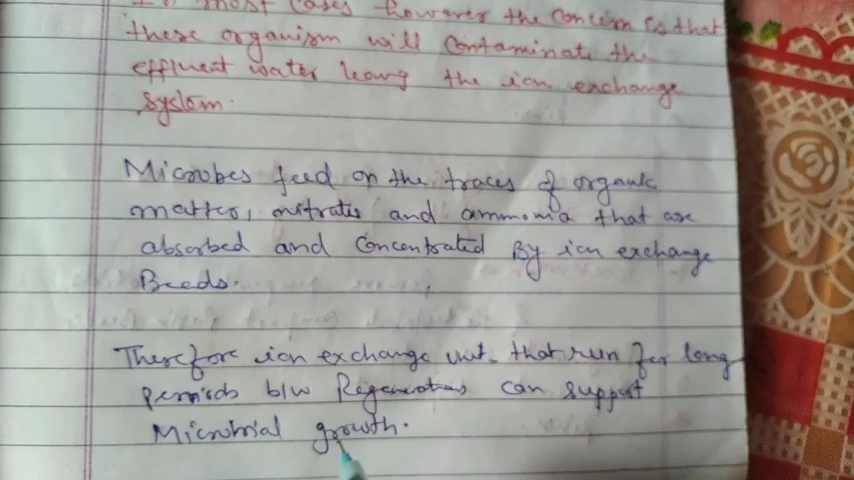 In most cases however the concern is that
these organism will contaminate the
effluent water leavng the ion exchange
system.
Microbes feed on the traces of organic
matter, nitrates and ammonia that are
absorbed and concentrated By ion exchange
Beads.
Therefore ion exchange unit that run for long
periods b/w Regenerations can support
Microbial growth.